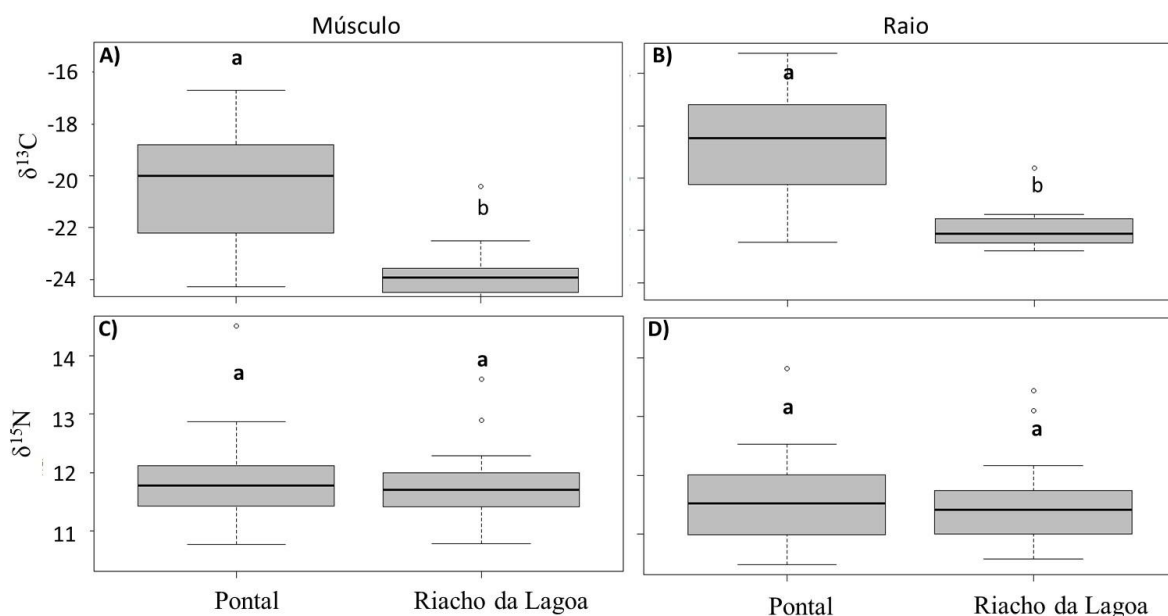 Músculo
Raio
A)
a
b
-16
-18
-20
-22
-24
δ13C
B)
a
b
C)
a
a
14
13
12
11
δ15N
D)
a
a
Pontal
Riacho da Lagoa
Pontal
Riacho da Lagoa